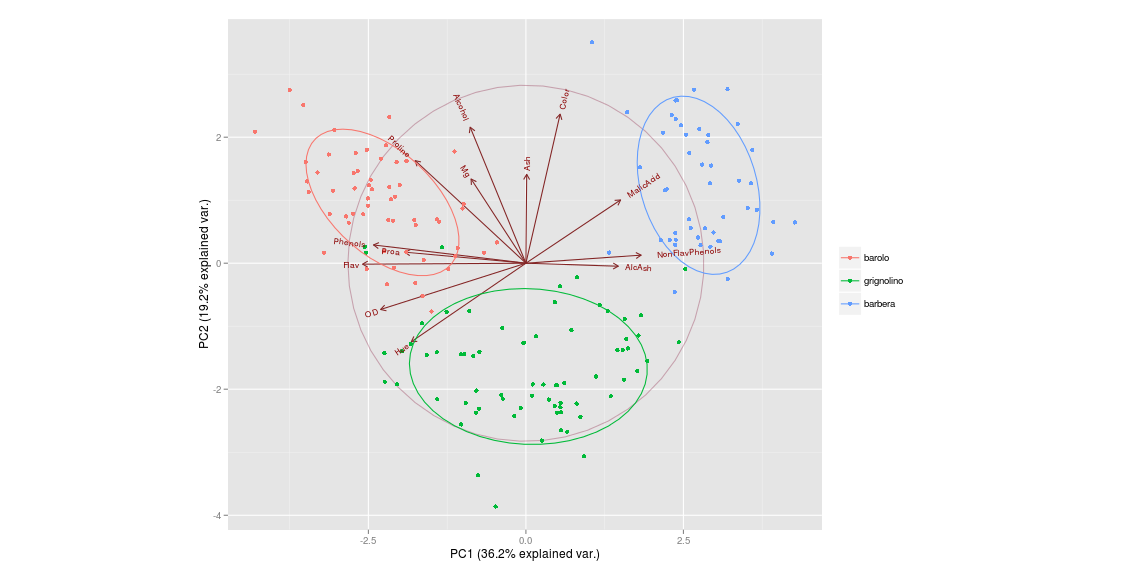 PC2 (19.2% explained var.)
2
0
-2
-4
Alcohol
Color
Proline
Mg
Ash
MalicAcid
Phenols
Proa
NonFlavPhenols
Flav
AlcAsh
OD
Hue
-2.5
0.0
2.5
PC1 (36.2% explained var.)
barolo
grignolino
barbera